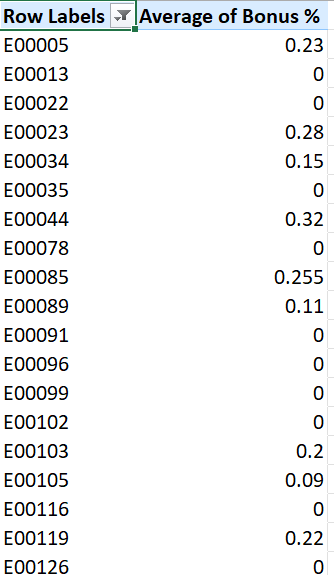 Row Labels Average of Bonus %
E00005 0.23
E00013 0
E00022 0
E00023 0.28
E00034 0.15
E00035 0
E00044 0.32
E00078 0
E00085 0.255
E00089 0.11
E00091 0
E00096 0
E00099 0
E00102 0
E00103 0.2
E00105 0.09
E00116 0
E00119 0.22
E00126 0